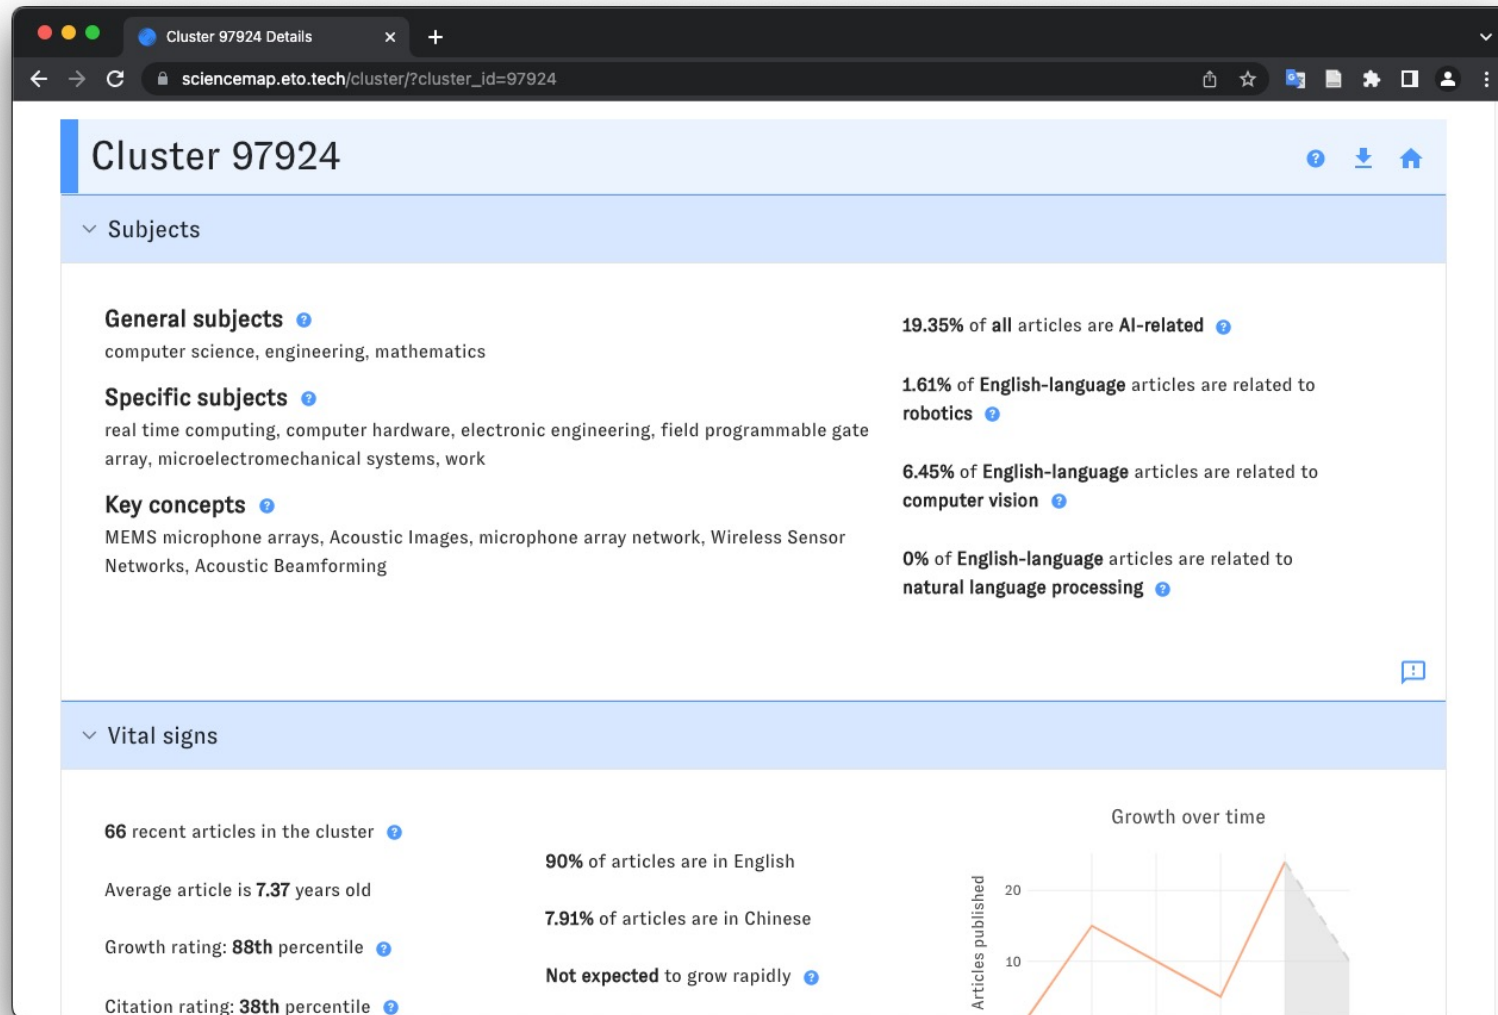 Cluster 97924 Details
sciencemap.eto.tech/cluster/?cluster_id=97924
Cluster 97924
Subjects
General subjects
computer science, engineering, mathematics
Specific subjects
real time computing, computer hardware, electronic engineering, field programmable gate
array, microelectromechanical systems, work
Key concepts
MEMS microphone arrays, Acoustic Images, microphone array network, Wireless Sensor
Networks, Acoustic Beamforming
19.35% of all articles are AI-related
1.61% of English-language articles are related to
robotics
6.45% of English-language articles are related to
computer vision
0% of English-language articles are related to
natural language processing
Vital signs
66 recent articles in the cluster
Average article is 7.37 years old
Growth rating: 88th percentile
Citation rating: 38th percentile
90% of articles are in English
7.91% of articles are in Chinese
Not expected to grow rapidly
Growth over time
Articles published
20
10